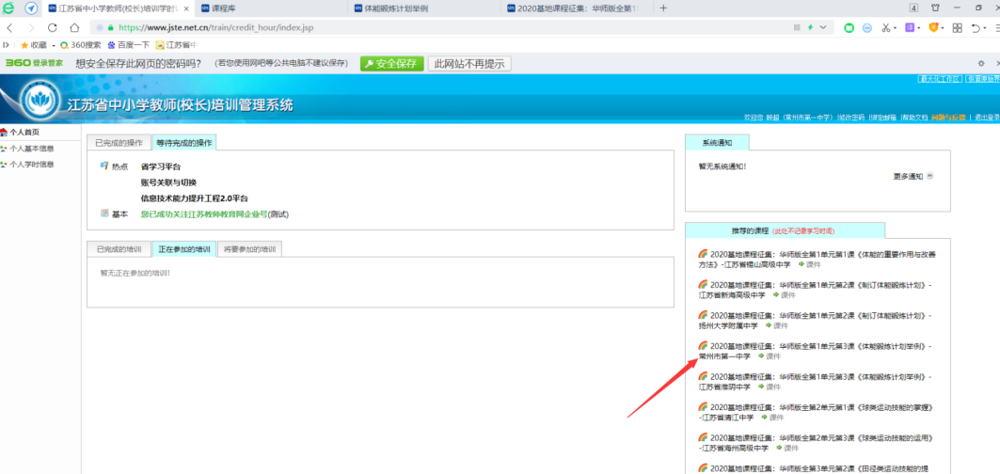 江苏省中小学教师(校长)培训学时认
课程库
体能锻炼计划举例
2020基地课程征集：华师版全第1
4
https://www.jste.net.cn/train/credit_hour/index.jsp
收藏
360搜索
百度一下
江苏省中
360登录管家
想安全保存此网页的密码吗?
(若您使用网吧等公共电脑不建议保存)
安全保存
此网站不再提示
江苏省中小学教师(校长)培训管理系统
(常州市第一中学) |修改密码 |绑定邮箱 |帮助文档
| 退出登录
个人首页
个人基本信息
个人学时信息
已完成的操作
等待完成的操作
热点
省学习平台
账号关联与切换
信息技术能力提升工程2.0平台
基本
您已成功关注江苏教师教育网企业号(测试)
已完成的培训
正在参加的培训
将要参加的培训
暂无正在参加的培训!
系统通知
暂无系统通知!
更多通知
推荐的课程 (此处不记录学习时间)
2020基地课程征集：华师版全第1单元第1课《体能的重要作用与改善
方法》-江苏省锡山高级中学 课件
2020基地课程征集：华师版全第1单元第2课《制订体能锻炼计划》-
江苏省新海高级中学 课件
2020基地课程征集：华师版全第1单元第2课《制订体能锻炼计划》-
扬州大学附属中学 课件
2020基地课程征集：华师版全第1单元第3课《体能锻炼计划举例》-
常州市第一中学 课件
2020基地课程征集：华师版全第1单元第3课《体能锻炼计划举例》-
江苏省淮阴中学 课件
2020基地课程征集：华师版全第2单元第1课《球类运动技能的掌握》
-江苏省清江中学 课件
2020基地课程征集：华师版全第2单元第3课《球类运动技能的运用》
-江苏省海州高级中学 课件
2020基地课程征集：华师版全第3单元第2课《田径类运动技能的提